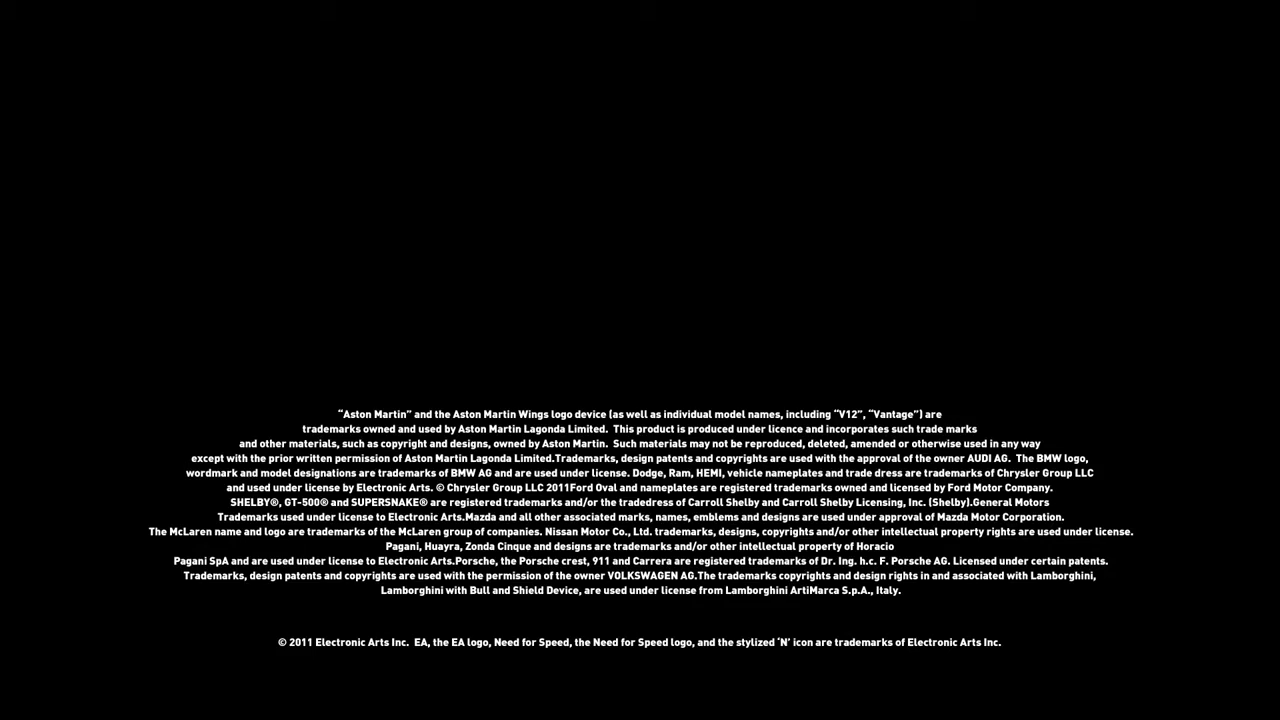 “Aston Martin” and the Aston Martin Wings logo device (as well as individual model names, including “V12”, “Vantage”) are
trademarks owned and used by Aston Martin Lagonda Limited.  This product is produced under licence and incorporates such trade marks
and other materials, such as copyright and designs, owned by Aston Martin.  Such materials may not be reproduced, deleted, amended or otherwise used in any way
except with the prior written permission of Aston Martin Lagonda Limited.Trademarks, design patents and copyrights are used with the approval of the owner AUDI AG.  The BMW logo,
wordmark and model designations are trademarks of BMW AG and are used under license. Dodge, Ram, HEMI, vehicle nameplates and trade dress are trademarks of Chrysler Group LLC
and used under license by Electronic Arts. © Chrysler Group LLC 2011Ford Oval and nameplates are registered trademarks owned and licensed by Ford Motor Company.
SHELBY®, GT-500® and SUPERSNAKE® are registered trademarks and/or the tradedress of Carroll Shelby and Carroll Shelby Licensing, Inc. (Shelby).General Motors
Trademarks used under license to Electronic Arts.Mazda and all other associated marks, names, emblems and designs are used under approval of Mazda Motor Corporation.
The McLaren name and logo are trademarks of the McLaren group of companies. Nissan Motor Co., Ltd. trademarks, designs, copyrights and/or other intellectual property rights are used under license.
Pagani, Huayra, Zonda Cinque and designs are trademarks and/or other intellectual property of Horacio
Pagani SpA and are used under license to Electronic Arts.Porsche, the Porsche crest, 911 and Carrera are registered trademarks of Dr. Ing. h.c. F. Porsche AG. Licensed under certain patents.
Trademarks, design patents and copyrights are used with the permission of the owner VOLKSWAGEN AG.The trademarks copyrights and design rights in and associated with Lamborghini,
Lamborghini with Bull and Shield Device, are used under license from Lamborghini ArtiMarca S.p.A., Italy.
© 2011 Electronic Arts Inc.  EA, the EA logo, Need for Speed, the Need for Speed logo, and the stylized ‘N’ icon are trademarks of Electronic Arts Inc.